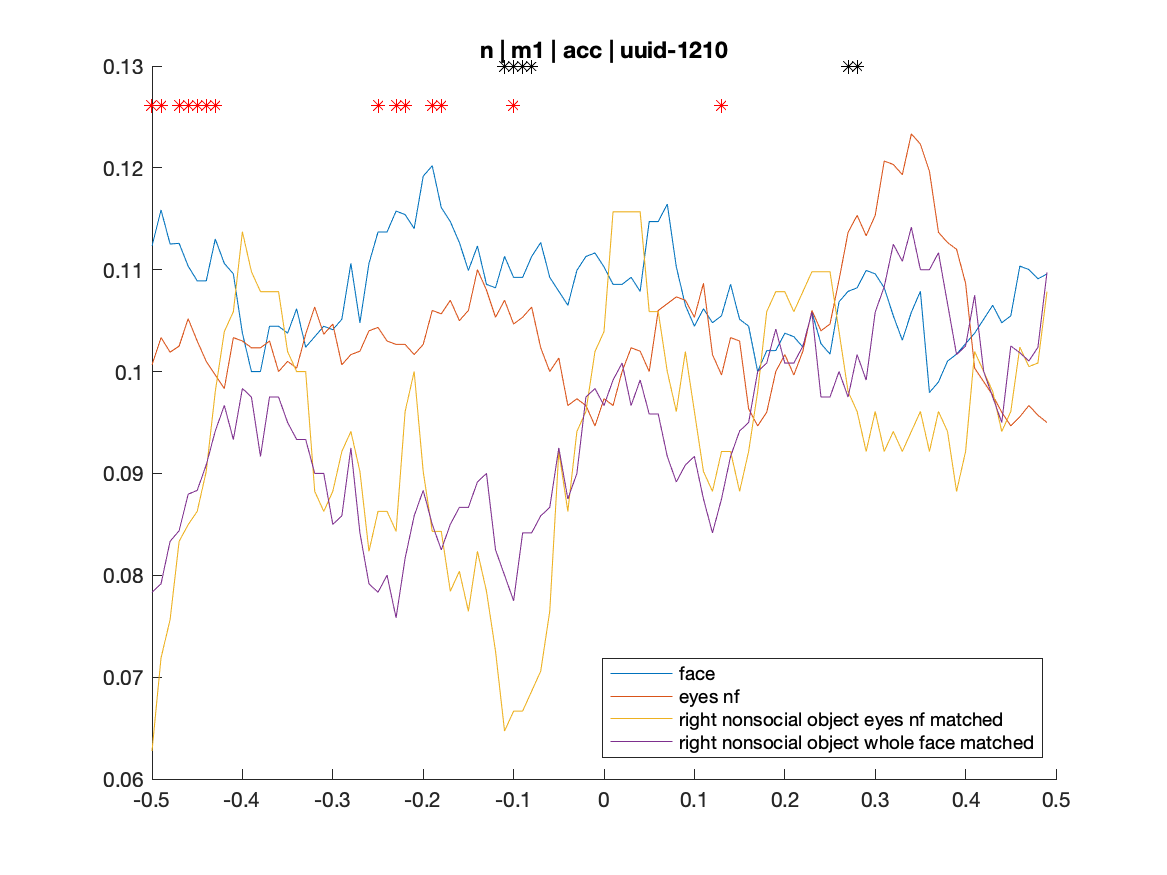 n | m1 | acc | uuid-1210
0.13
0.12
0.11
0.1
0.09
0.08
0.07
0.06
-0.5 -0.4 -0.3 -0.2 -0.1 0 0.1 0.2 0.3 0.4 0.5
face
eyes nf
right nonsocial object eyes nf matched
right nonsocial object whole face matched